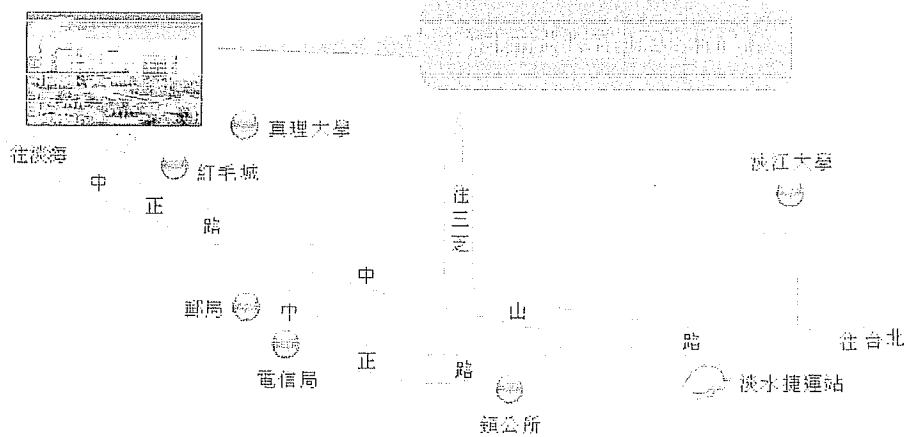 真理大學
往淡海
紅毛城
淡江大學
中
正
路
往三芝
中
山
路
郵局
中
正
路
往台北
電信局
淡水捷運站
鎮公所